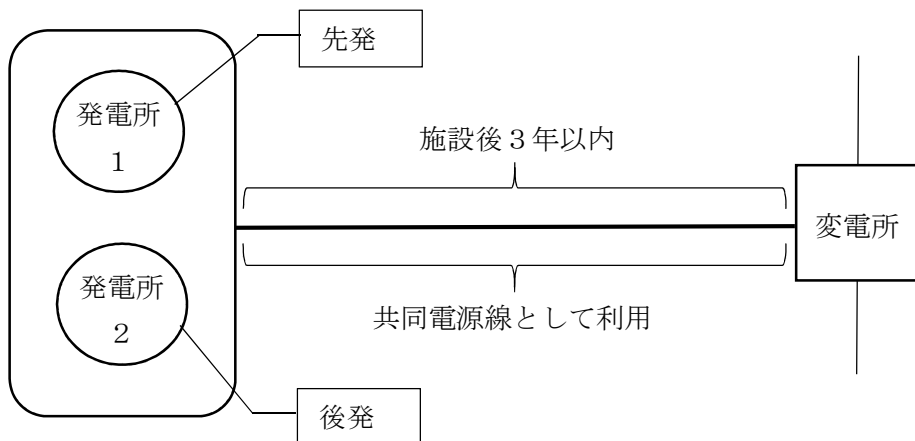 先発
発電所
１
施設後３年以内
変電所
発電所
２
共同電源線として利用
後発